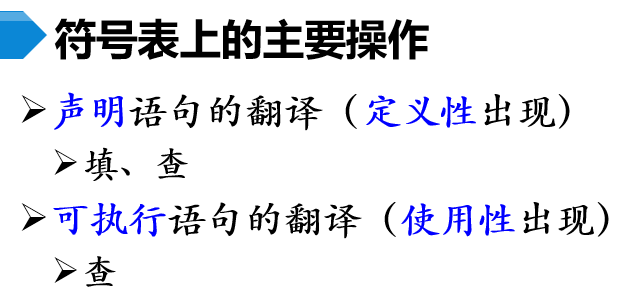 符号表上的主要操作
➢声明语句的翻译（定义性出现）
➢填、查
➢可执行语句的翻译（使用性出现）
➢查